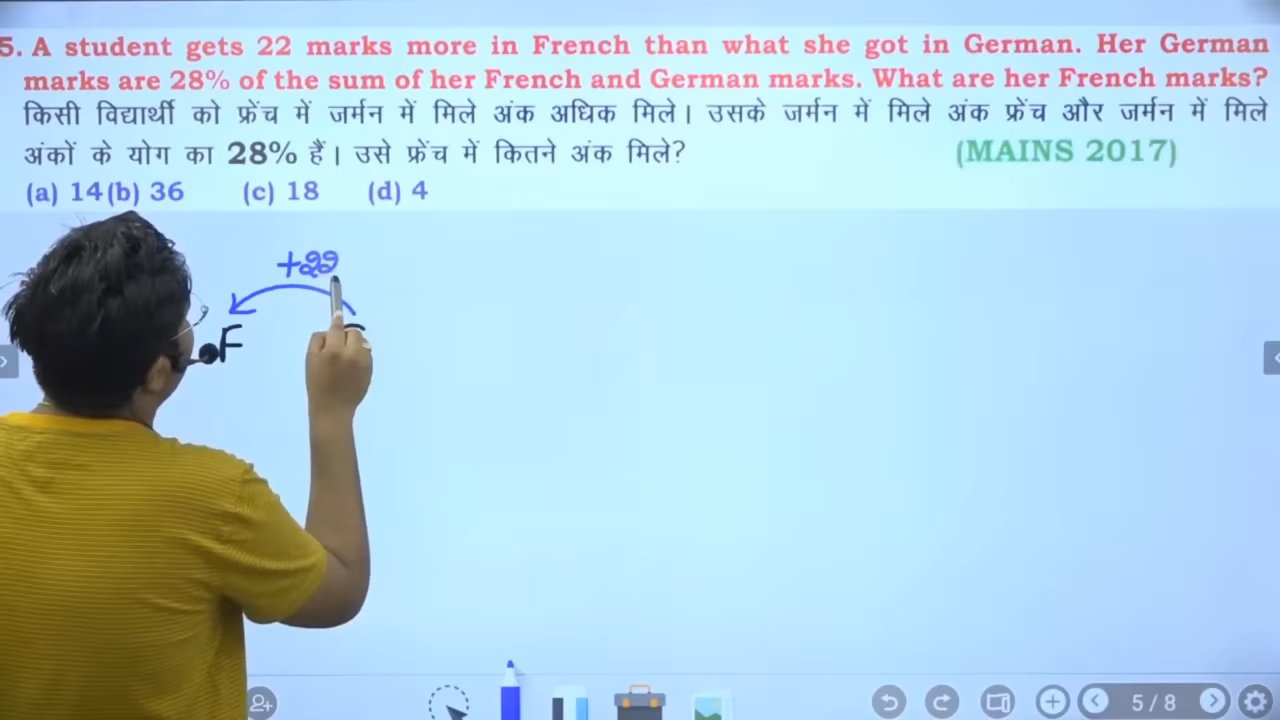 5. A student gets 22 marks more in French than what she got in German. Her German
marks are 28% of the sum of her French and German marks. What are her French marks?
किसी विद्यार्थी को फ्रेंच में जर्मन में मिले अंक अधिक मिले। उसके जर्मन में मिले अंक फ्रेंच और जर्मन में मिले
अंकों के योग का 28% हैं। उसे फ्रेंच में कितने अंक मिले?
(MAINS 2017)
(a) 14 (b) 36 (c) 18 (d) 4
+22
F
5 / 8